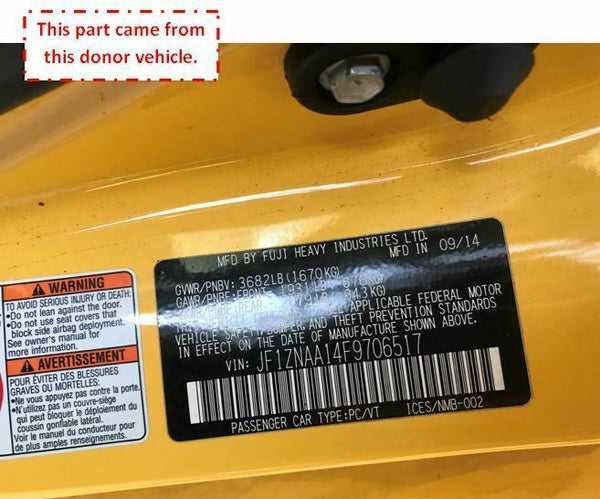 This part came from
this donor vehicle.
MFD BY FUJI HEAVY INDUSTRIES LTD.
MFD IN 09/14
GVWR/PNBV: 3682LB(1670KG)
GAWR/PNBE:FRONT
APPLICABLE FEDERAL MOTOR
VEHICLE SAFETY, AND THEFT PREVENTION STANDARDS
IN EFFECT ON THE DATE OF MANUFACTURE SHOWN ABOVE.
VIN: JF1ZNAA14F9706517
PASSENGER CAR TYPE:PC/VT ICES/NMB-002
WARNING
TO AVOID SERIOUS INJURY OR DEATH:
•Do not lean against the door.
•Do not use seat covers that
block side airbag deployment.
See owner's manual for
more information.
AVERTISSEMENT
POUR ÉVITER DES BLESSURES
GRAVES OU MORTELLES:
•Ne vous appuyez pas contre la porte.
•N'utilisez pas un couvre-siège
qui peut bloquer le déploiement du
coussin gonflable latéral.
Voir le manuel du conducteur pour
de plus amples renseignements.